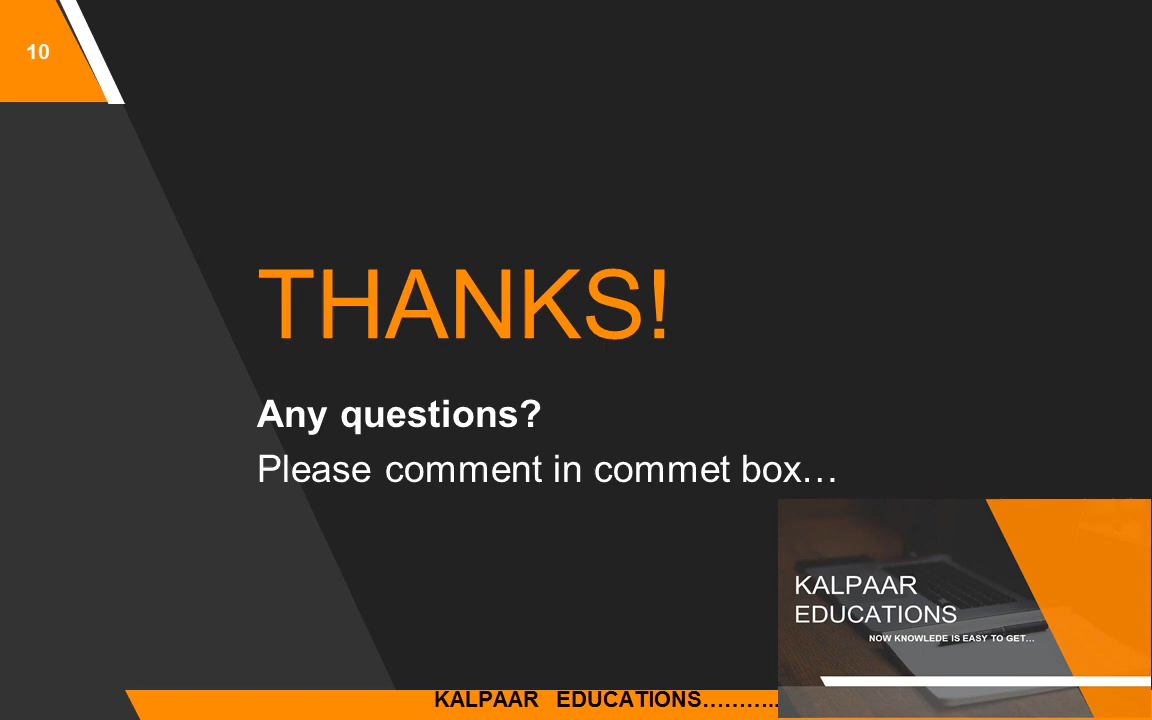 10
THANKS!
Any questions?
Please comment in commet box…
KALPAAR
EDUCATIONS
NOW KNOWLEDE IS EASY TO GET…
KALPAAR EDUCATIONS………..